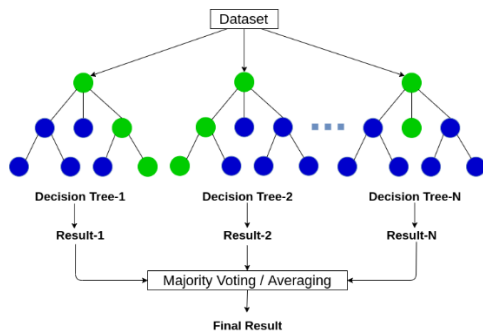 Dataset
Decision Tree-1
Decision Tree-2
Decision Tree-N
Result-1
Result-2
Result-N
Majority Voting / Averaging
Final Result